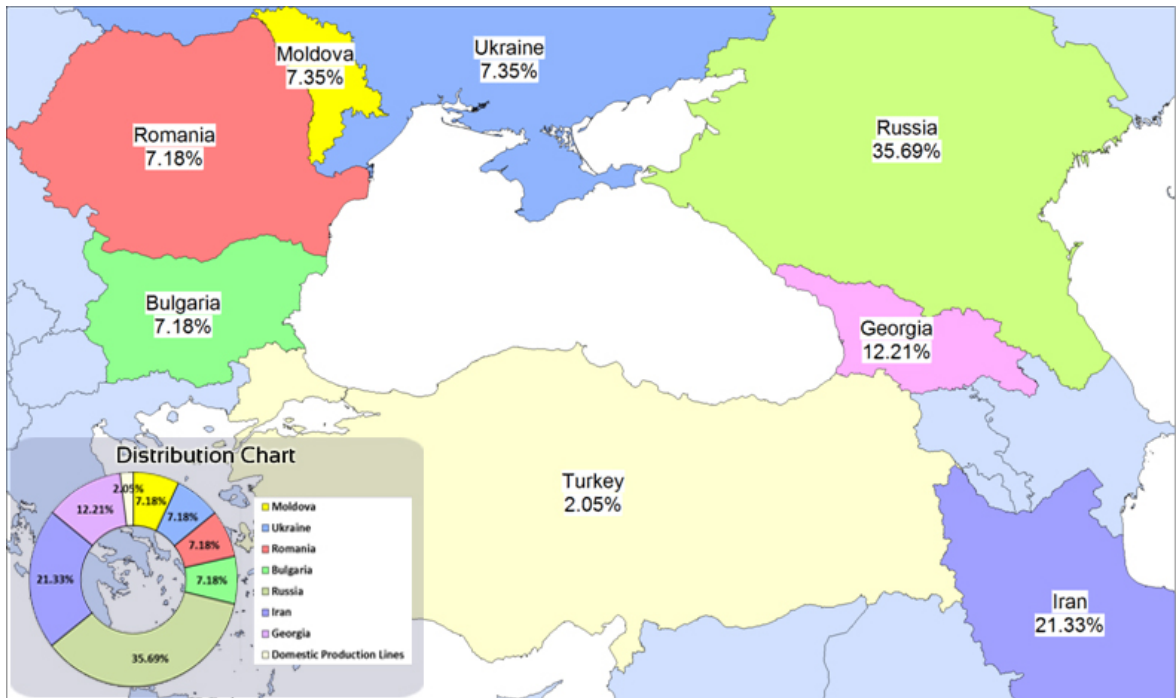 Moldova
7.35%
Ukraine
7.35%
Romania
7.18%
Russia
35.69%
Bulgaria
7.18%
Georgia
12.21%
Turkey
2.05%
Iran
21.33%
Distribution Chart
2.05%
7.18%
12.21%
7.18%
7.18%
21.33%
7.18%
35.69%
Moldova
Ukraine
Romania
Bulgaria
Russia
Iran
Georgia
Domestic Production Lines